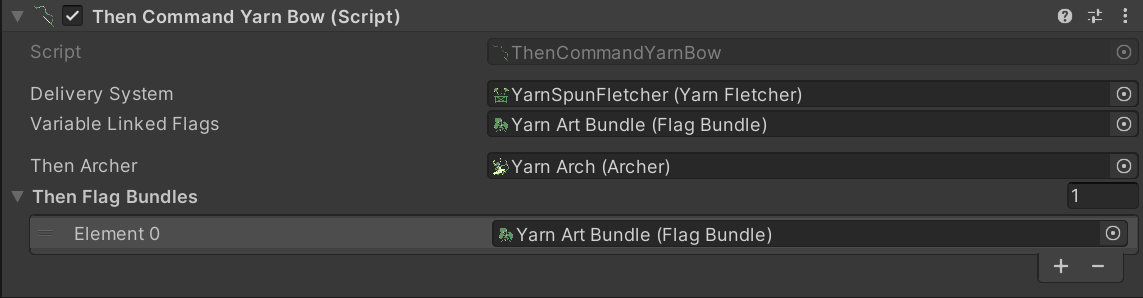 Then Command Yarn Bow (Script)
Script ThenCommandYarnBow
Delivery System YarnSpunFletcher (Yarn Fletcher)
Variable Linked Flags Yarn Art Bundle (Flag Bundle)
Then Archer Yarn Arch (Archer)
Then Flag Bundles 1
Element 0 Yarn Art Bundle (Flag Bundle)